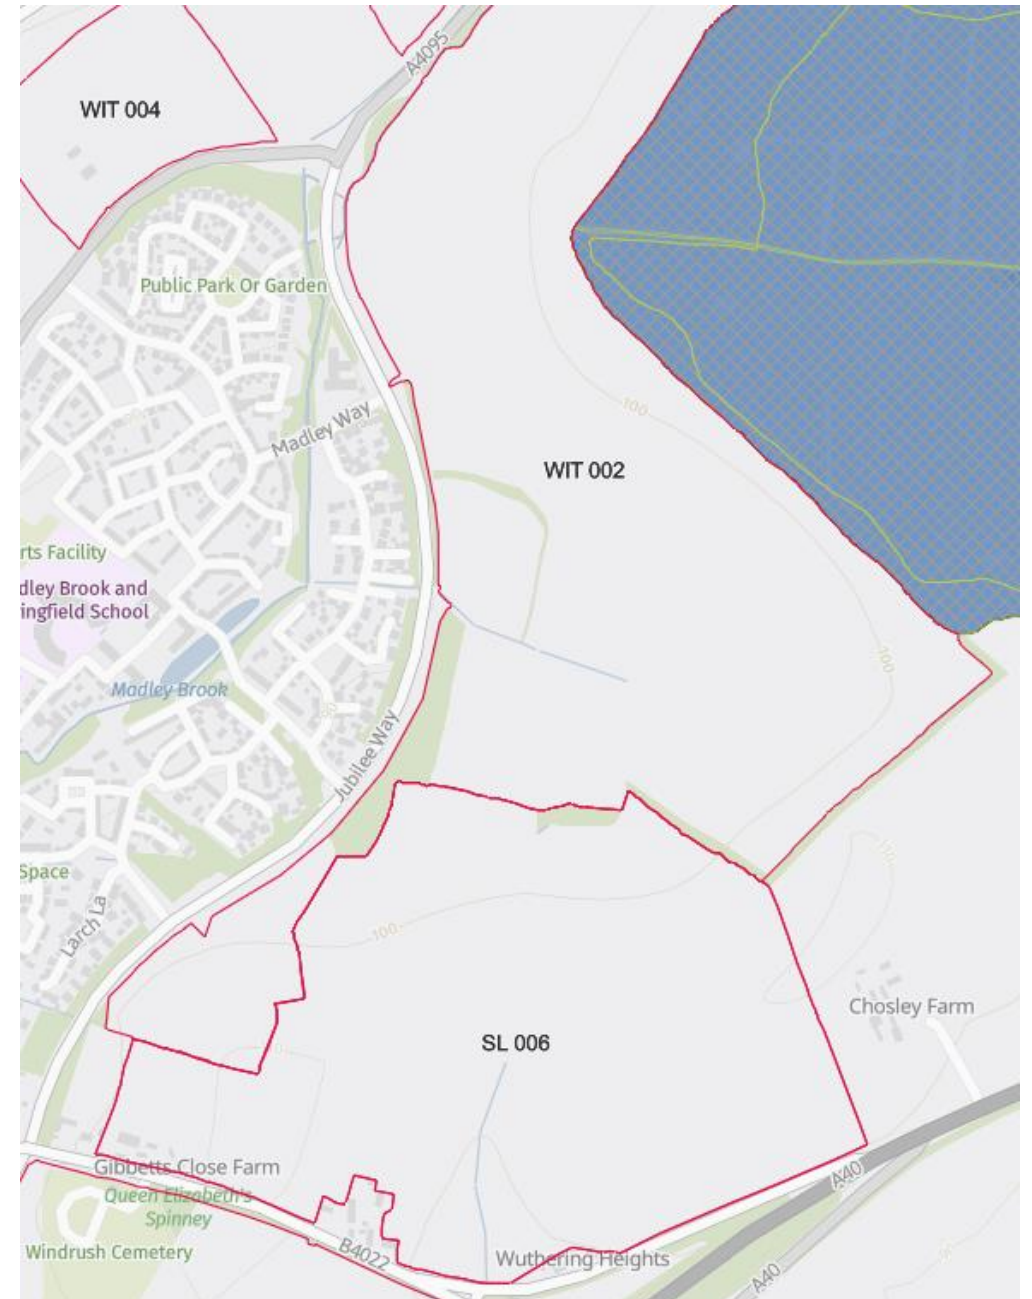 A4095
WIT 004
Public Park Or Garden
100
Madley Way
WIT 002
rts Facility
dley Brook and
ingfield School
100
Madley Brook
Jubilee Way
Space
Larch La
100
Chosley Farm
SL 006
Gibbetts Close Farm
A40
Queen Elizabeth's
Spinney
Windrush Cemetery
B4022
Wuthering Heights
A40